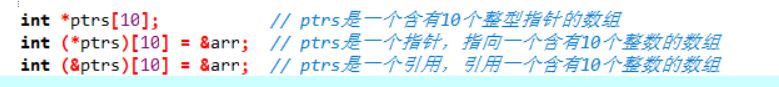 int *ptrs[10];            // ptrs是一个含有10个整型指针的数组
int (*ptrs)[10] = &arr;  // ptrs是一个指针，指向一个含有10个整数的数组
int (&ptrs)[10] = &arr;  // ptrs是一个引用，引用一个含有10个整数的数组